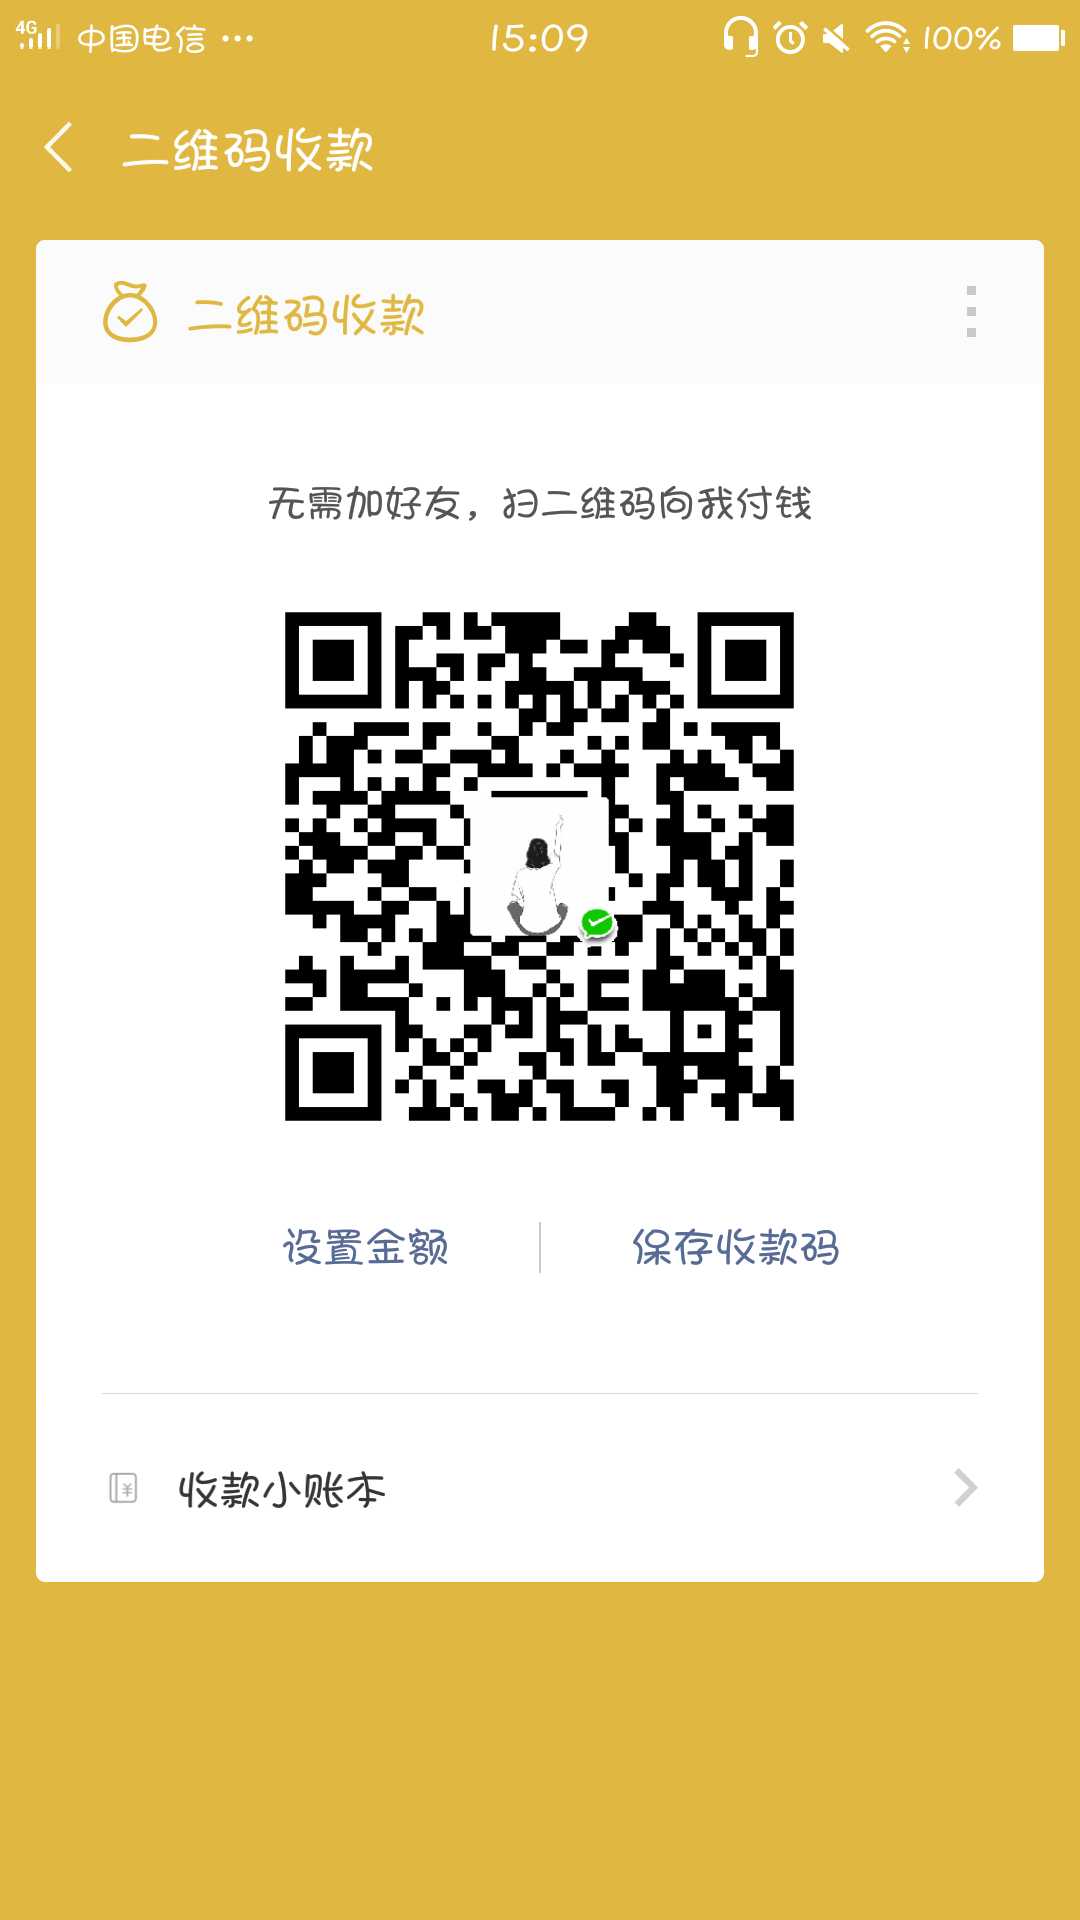 4G 中国电信 ··· 15:09 100%
二维码收款
二维码收款
无需加好友，扫二维码向我付钱
设置金额 保存收款码
收款小账本